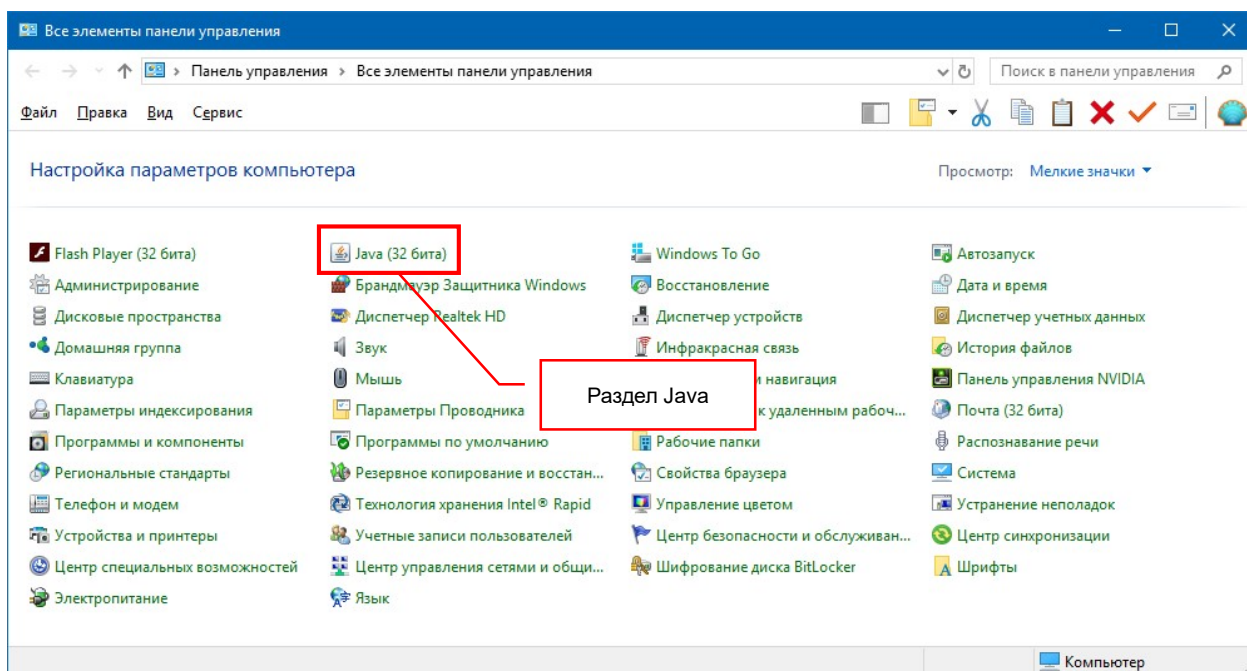 Все элементы панели управления
Панель управления > Все элементы панели управления
Поиск в панели управления
Файл Правка Вид Сервис
Настройка параметров компьютера
Просмотр: Мелкие значки
Flash Player (32 бита)
Java (32 бита)
Windows To Go
Автозапуск
Администрирование
Брандмауэр Защитника Windows
Восстановление
Дата и время
Дисковые пространства
Диспетчер Realtek HD
Диспетчер устройств
Диспетчер учетных данных
Домашняя группа
Звук
Инфракрасная связь
История файлов
Клавиатура
Мышь
и навигация
Панель управления NVIDIA
Раздел Java
Параметры индексирования
Параметры Проводника
к удаленным рабоч...
Почта (32 бита)
Программы и компоненты
Программы по умолчанию
Рабочие папки
Распознавание речи
Региональные стандарты
Резервное копирование и восстан...
Свойства браузера
Система
Телефон и модем
Технология хранения Intel® Rapid
Управление цветом
Устранение неполадок
Устройства и принтеры
Учетные записи пользователей
Центр безопасности и обслуживан...
Центр синхронизации
Центр специальных возможностей
Центр управления сетями и общи...
Шифрование диска BitLocker
Шрифты
Электропитание
Язык
Компьютер